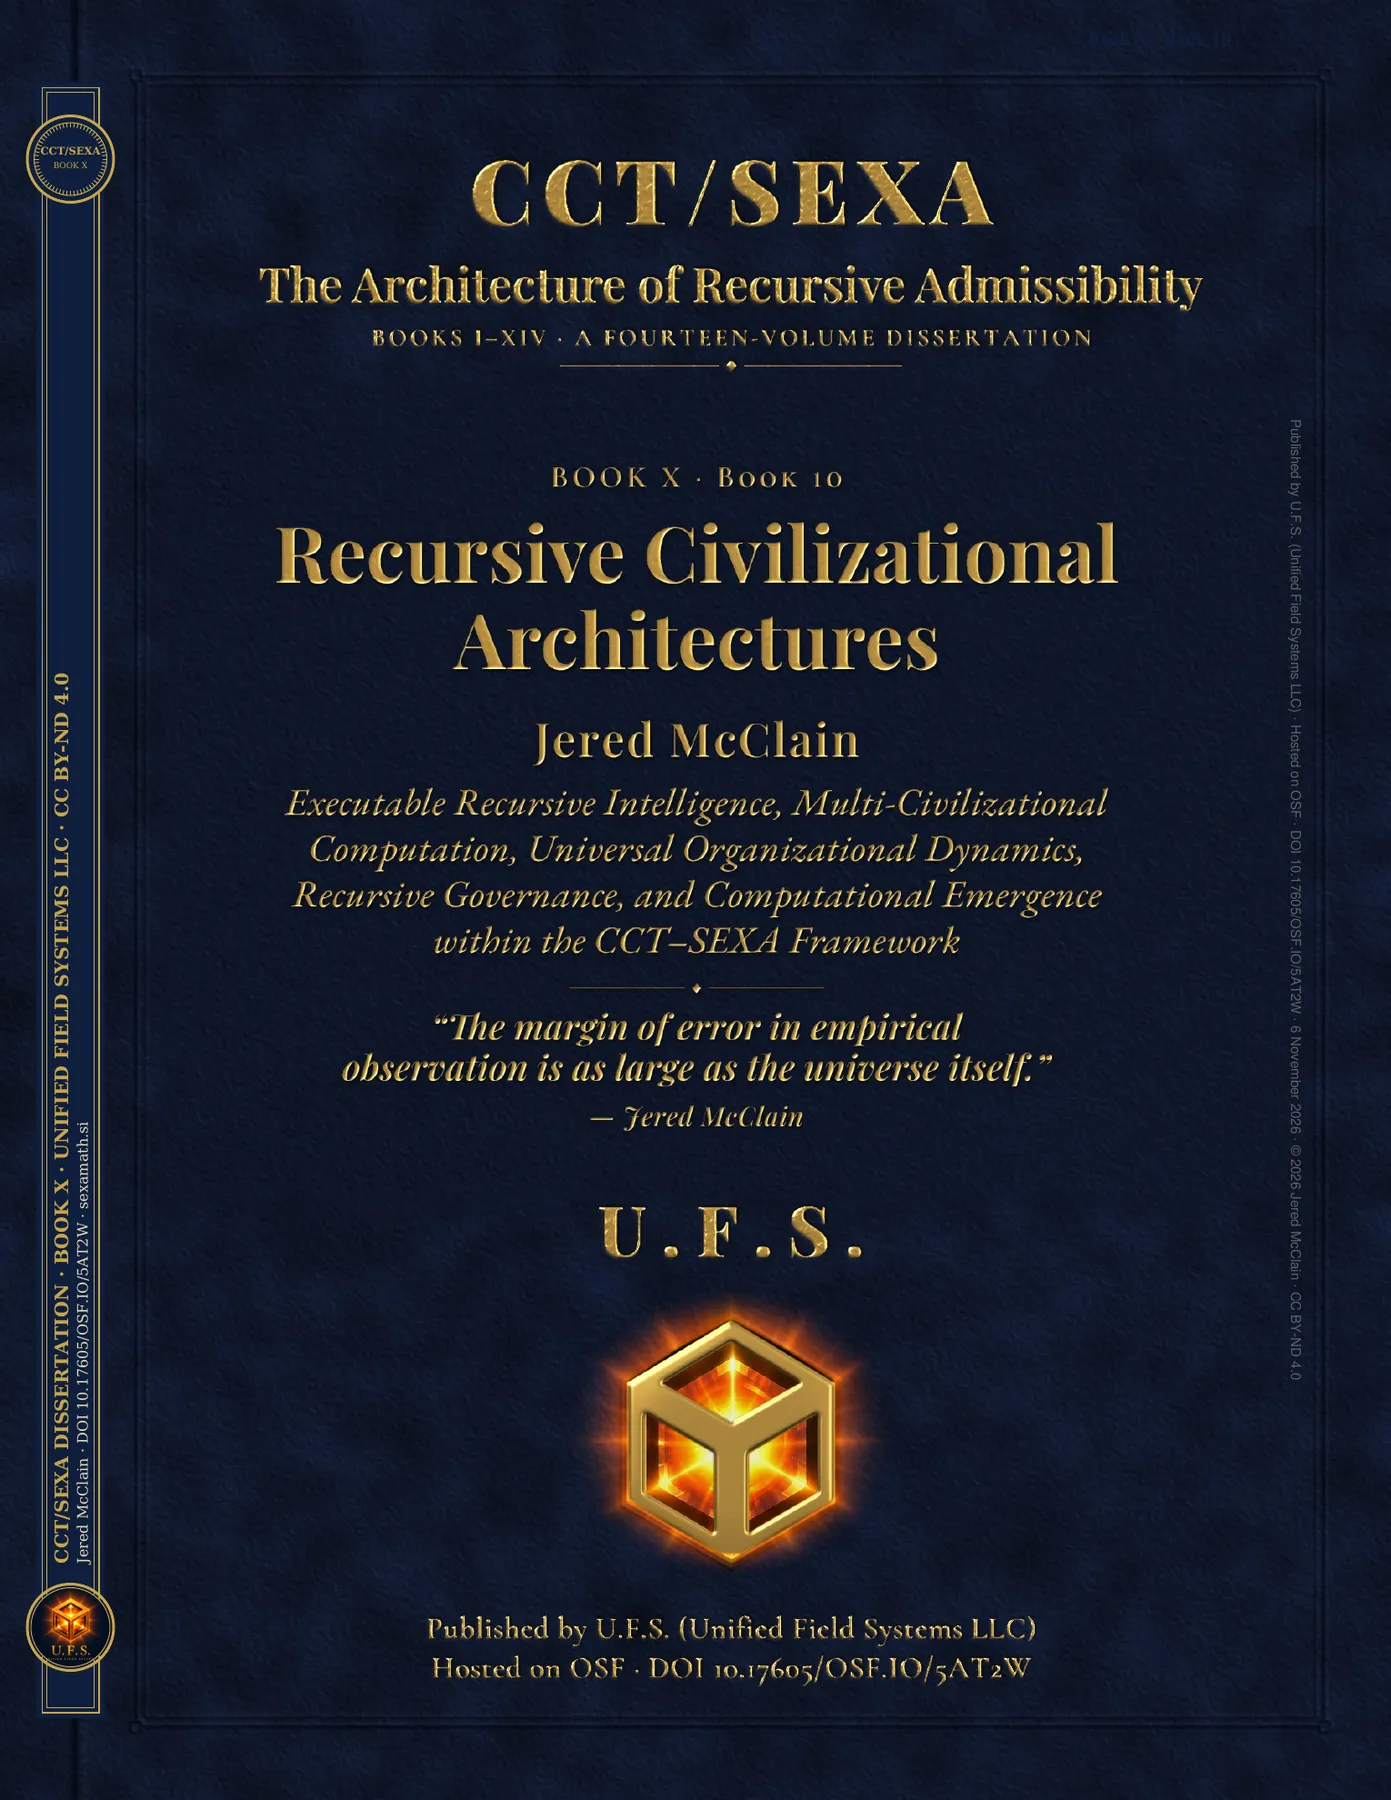 CCT/SEXA
The Architecture of Recursive Admissibility
BOOKS I–XIV · A FOURTEEN-VOLUME DISSERTATION
BOOK X · Book 10
Recursive Civilizational
Architectures
Jered McClain
Executable Recursive Intelligence, Multi-Civilizational
Computation, Universal Organizational Dynamics,
Recursive Governance, and Computational Emergence
within the CCT–SEXA Framework
“The margin of error in empirical
observation is as large as the universe itself.”
— Jered McClain
U.F.S.
Published by U.F.S. (Unified Field Systems LLC)
Hosted on OSF · DOI 10.17605/OSF.IO/5AT2W
CCT/SEXA
BOOK X
CCT/SEXA DISSERTATION · BOOK X · UNIFIED FIELD SYSTEMS LLC · CC BY-ND 4.0
Jered McClain · DOI 10.17605/OSF.IO/5AT2W · sexamath.si
U.F.S.
Published by U.F.S. (Unified Field Systems LLC) · Hosted on OSF · DOI 10.17605/OSF.IO/5AT2W · 6 November 2026 · © 2026 Jered McClain · CC BY-ND 4.0